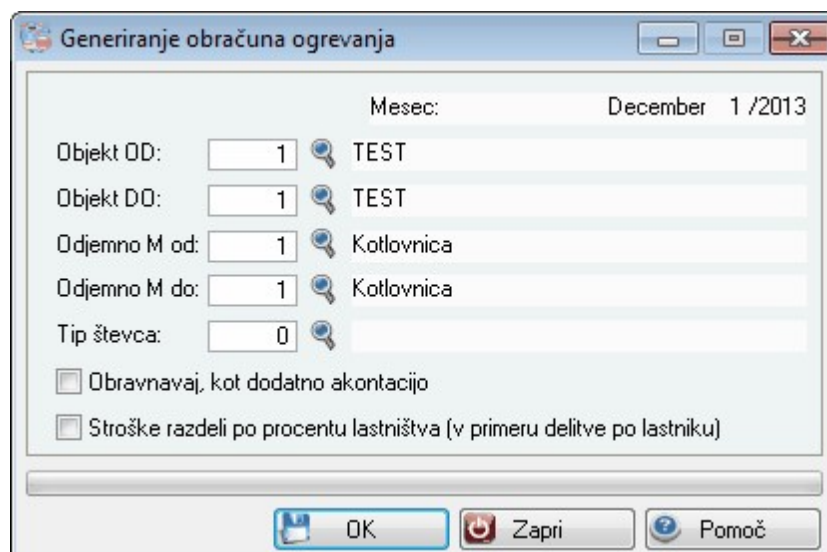 Generiranje obračuna ogrevanja
Mesec: December 1 /2013
Objekt OD: 1 TEST
Objekt DO: 1 TEST
Odjemno M od: 1 Kotlovnica
Odjemno M do: 1 Kotlovnica
Tip števca: 0
Obravnavaj, kot dodatno akontacijo
Stroške razdeli po procentu lastništva (v primeru delitve po lastniku)
OK Zapri Pomoč